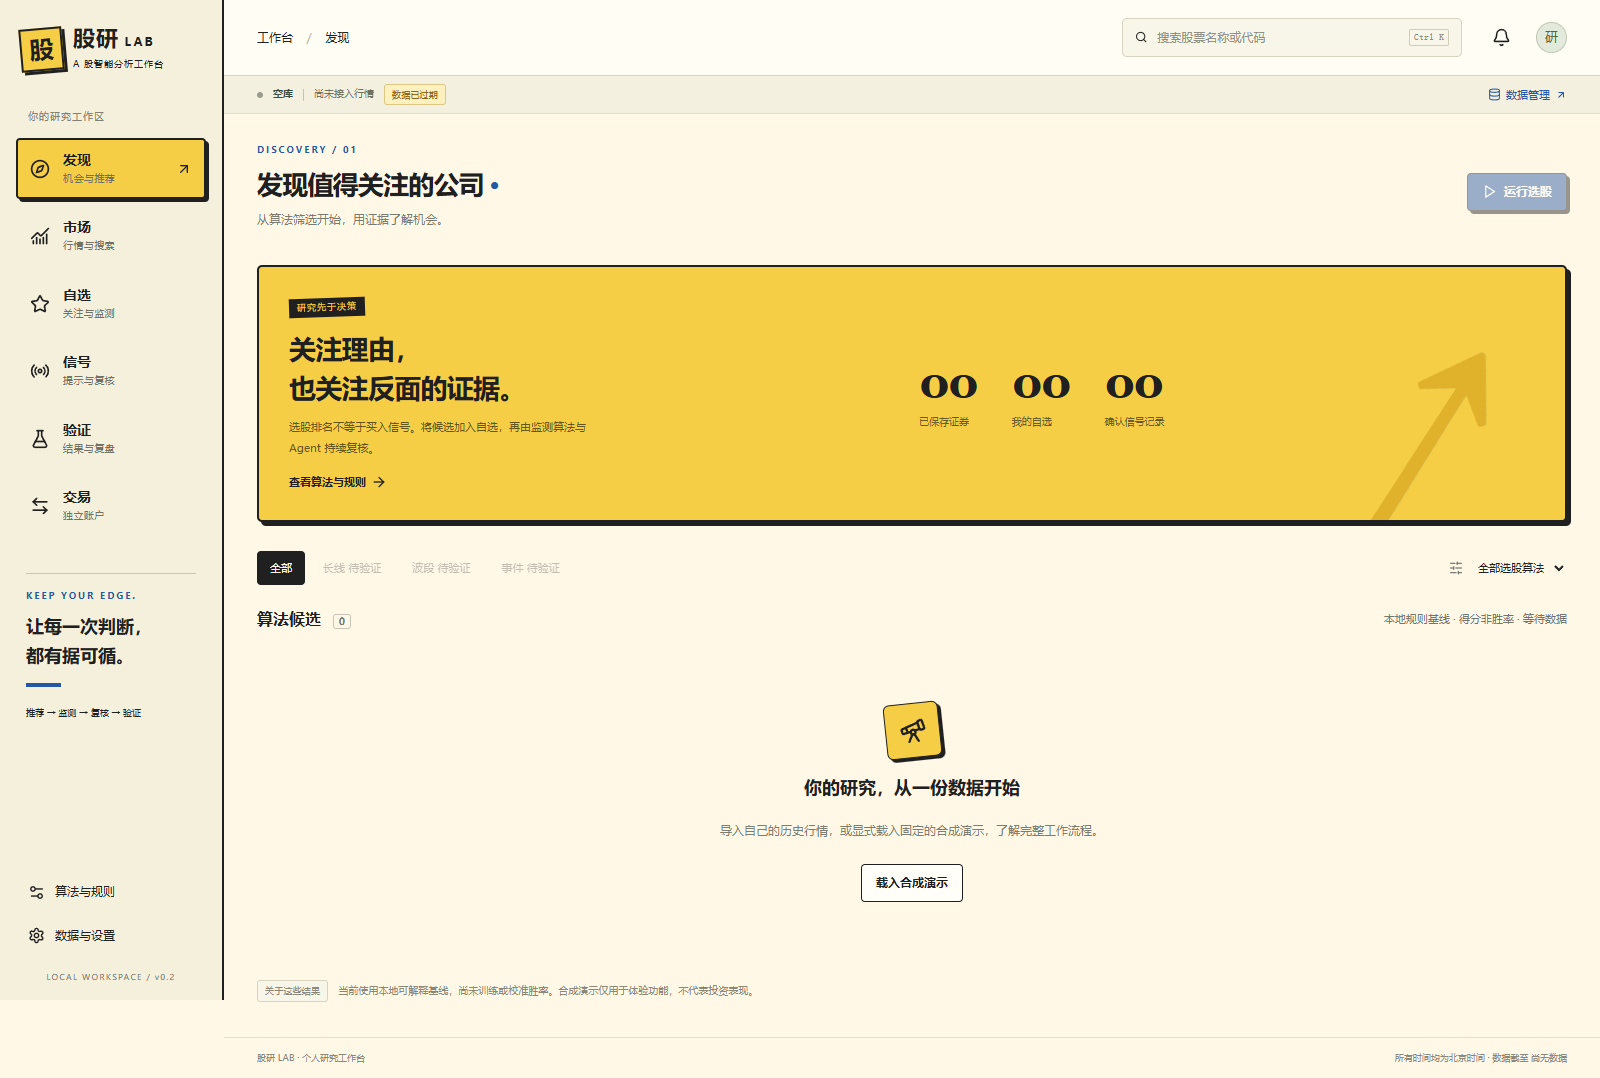 股
股研 LAB
A 股智能分析工作台
你的研究工作区
发现
机会与推荐
市场
行情与搜索
自选
关注与监测
信号
提示与复核
验证
结果与复盘
交易
独立账户
KEEP YOUR EDGE.
让每一次判断，
都有据可循。
推荐 → 监测 → 复核 → 验证
算法与规则
数据与设置
LOCAL WORKSPACE / v0.2
工作台 / 发现
搜索股票名称或代码
Ctrl K
研
空库
尚未接入行情
数据已过期
数据管理
DISCOVERY / 01
发现值得关注的公司
从算法筛选开始，用证据了解机会。
运行选股
研究先于决策
关注理由，
也关注反面的证据。
选股排名不等于买入信号。将候选加入自选，再由监测算法与
Agent 持续复核。
查看算法与规则
00
已保存证券
00
我的自选
00
确认信号记录
全部
长线 待验证
波段 待验证
事件 待验证
全部选股算法
算法候选 0
本地规则基线 · 得分非胜率 · 等待数据
你的研究，从一份数据开始
导入自己的历史行情，或显式载入固定的合成演示，了解完整工作流程。
载入合成演示
关于这些结果
当前使用本地可解释基线，尚未训练或校准胜率。合成演示仅用于体验功能，不代表投资表现。
股研 LAB · 个人研究工作台
所有时间均为北京时间 · 数据截至 尚无数据